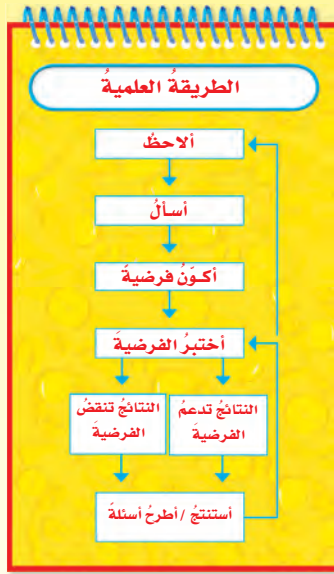 الطريقةُ العلميةُ
ألاحظُ
أسألُ
أكوّنُ فرضيةً
أختبرُ الفرضيةَ
النتائجُ تدعمُ
الفرضيةَ
النتائجُ تنقضُ
الفرضيةَ
أستنتجُ / أطرحُ أسئلةً